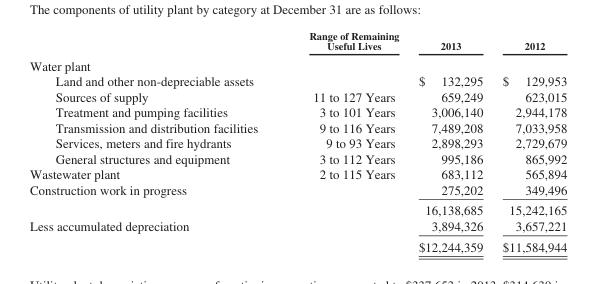 The components of utility plant by category at December 31 are as follows:
Range of Remaining
Useful Lives 2013 2012
Water plant
Land and other non-depreciable assets $ 132,295 $ 129,953
Sources of supply 11 to 127 Years 659,249 623,015
Treatment and pumping facilities 3 to 101 Years 3,006,140 2,944,178
Transmission and distribution facilities 9 to 116 Years 7,489,208 7,033,958
Services, meters and fire hydrants 9 to 93 Years 2,898,293 2,729,679
General structures and equipment 3 to 112 Years 995,186 865,992
Wastewater plant 2 to 115 Years 683,112 565,894
Construction work in progress 275,202 349,496
16,138,685 15,242,165
Less accumulated depreciation 3,894,326 3,657,221
$12,244,359 $11,584,944